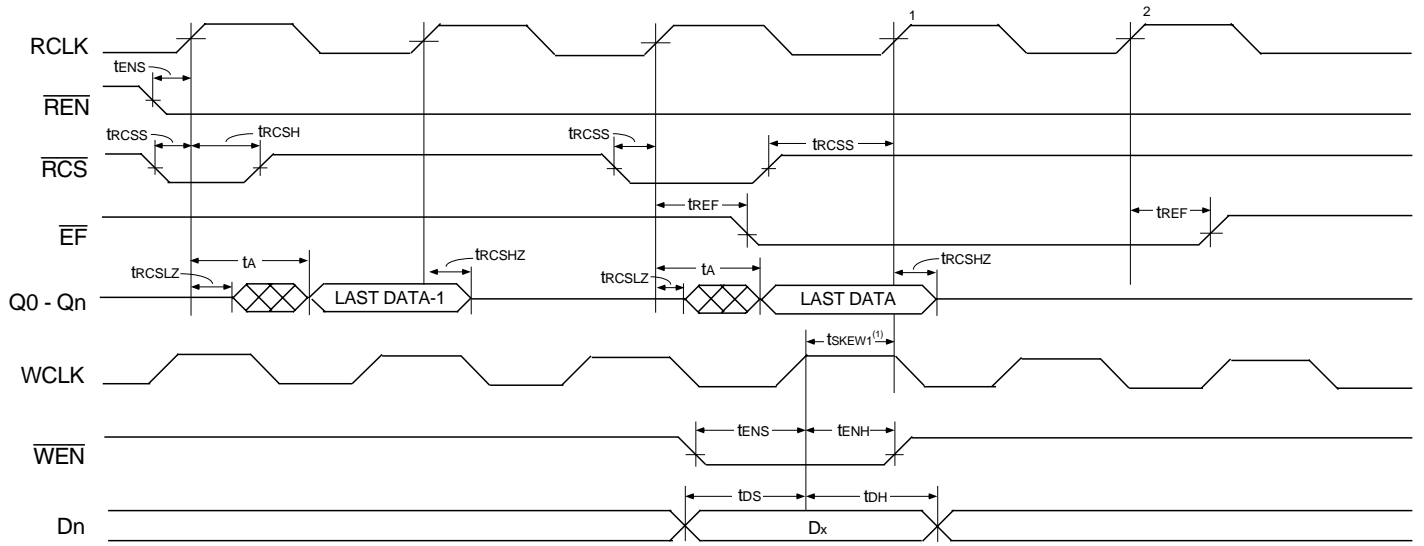 1
2
RCLK
tENS
REN
tRCSS
tRCSH
tRCSS
tRCSS
RCS
tREF
tREF
EF
tRCSLZ
tA
tRCSHZ
tRCSLZ
tA
tRCSHZ
Q0 - Qn
LAST DATA-1
LAST DATA
tSKEW1(1)
WCLK
tENS
tENH
WEN
tDS
tDH
Dn
Dx